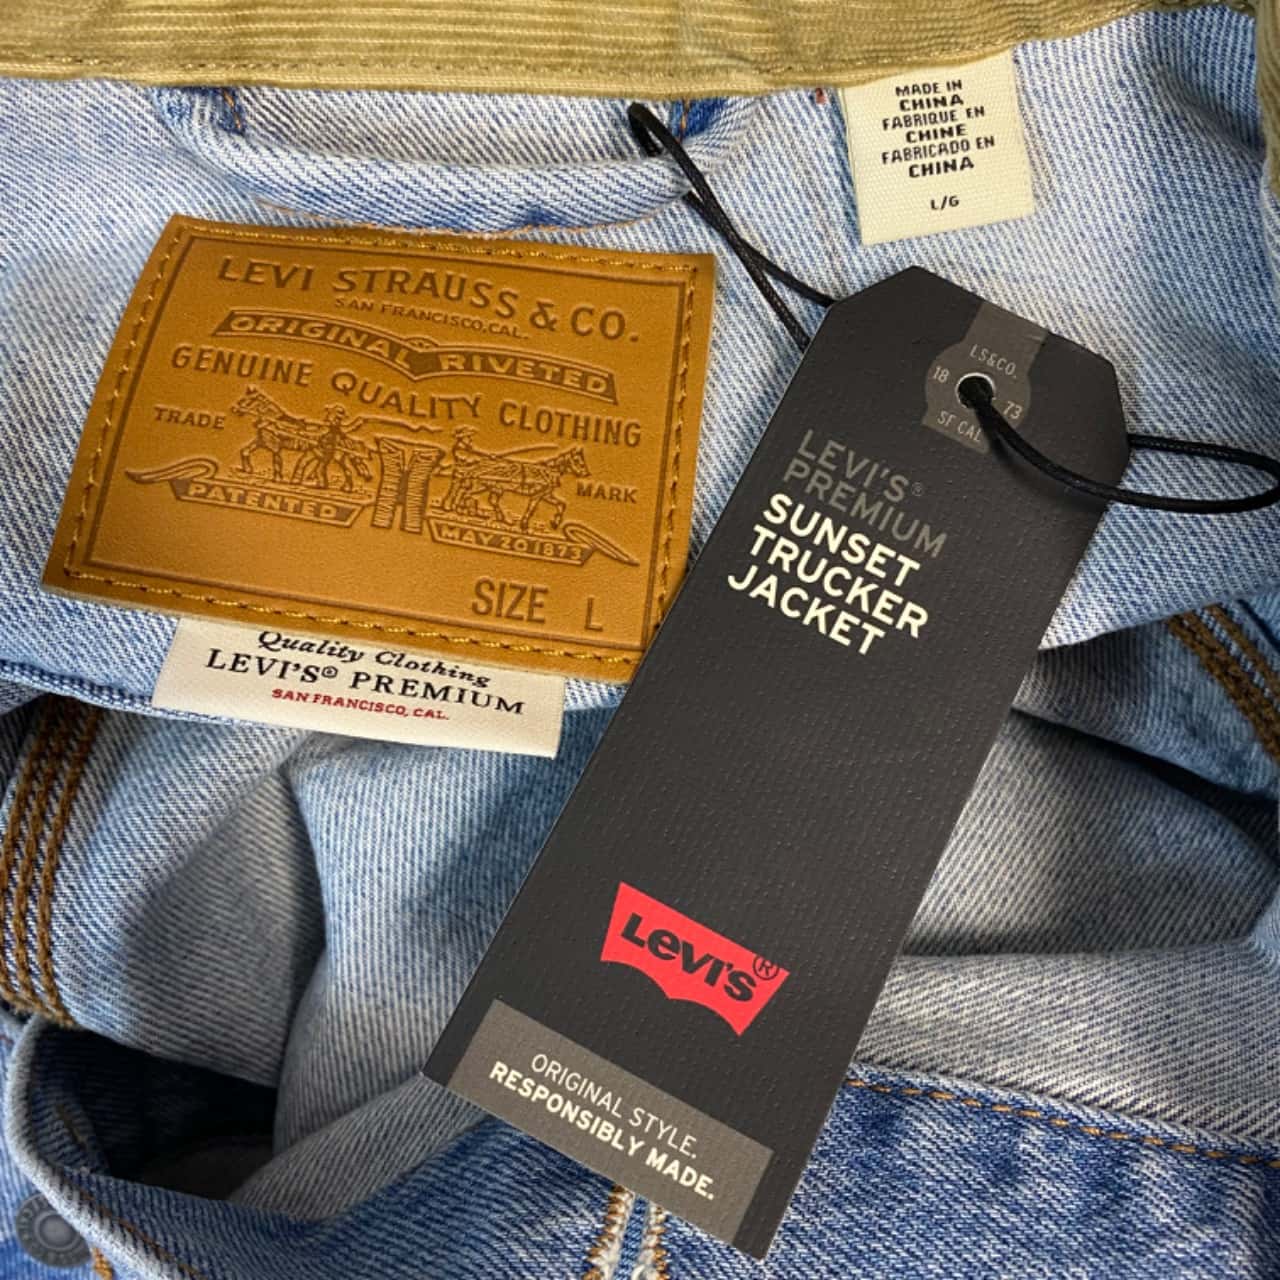 MADE IN
CHINA
FABRIQUE EN
CHINE
FABRICADO EN
CHINA
L/G
LEVI STRAUSS & CO.
SAN FRANCISCO, CAL.
ORIGINAL RIVETED
GENUINE QUALITY CLOTHING
TRADE MARK
PATENTED MAY 20 1873
SIZE L
Quality Clothing
LEVI'S® PREMIUM
SAN FRANCISCO, CAL.
LS&CO.
18 73
SF CAL
LEVI'S®
PREMIUM
SUNSET
TRUCKER
JACKET
Levi's®
ORIGINAL STYLE.
RESPONSIBLY MADE.